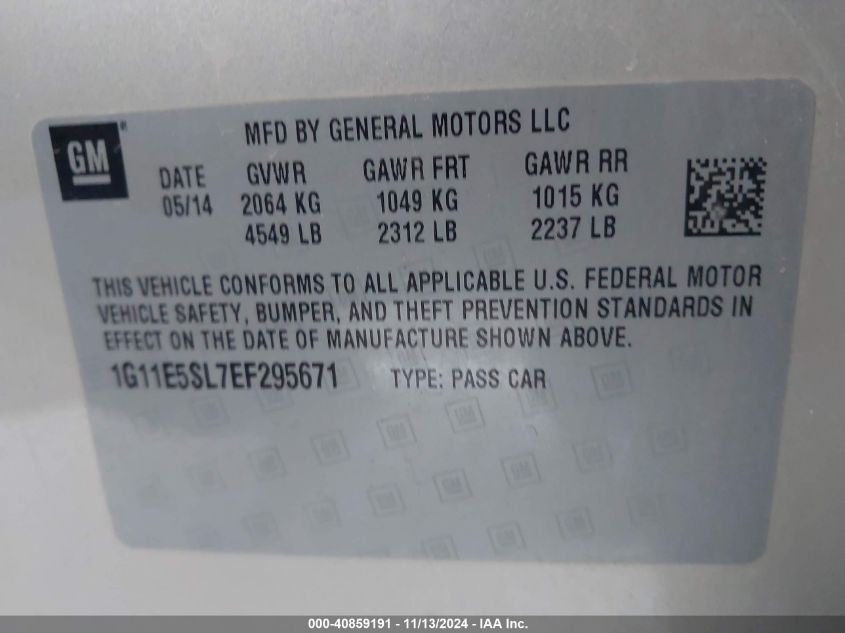 GM
MFD BY GENERAL MOTORS LLC
DATE GVWR GAWR FRT GAWR RR
05/14 2064 KG 1049 KG 1015 KG
4549 LB 2312 LB 2237 LB
THIS VEHICLE CONFORMS TO ALL APPLICABLE U.S. FEDERAL MOTOR
VEHICLE SAFETY, BUMPER, AND THEFT PREVENTION STANDARDS IN
EFFECT ON THE DATE OF MANUFACTURE SHOWN ABOVE.
1G11E5SL7EF295671 TYPE: PASS CAR
000-40859191 - 11/13/2024 - IAA Inc.